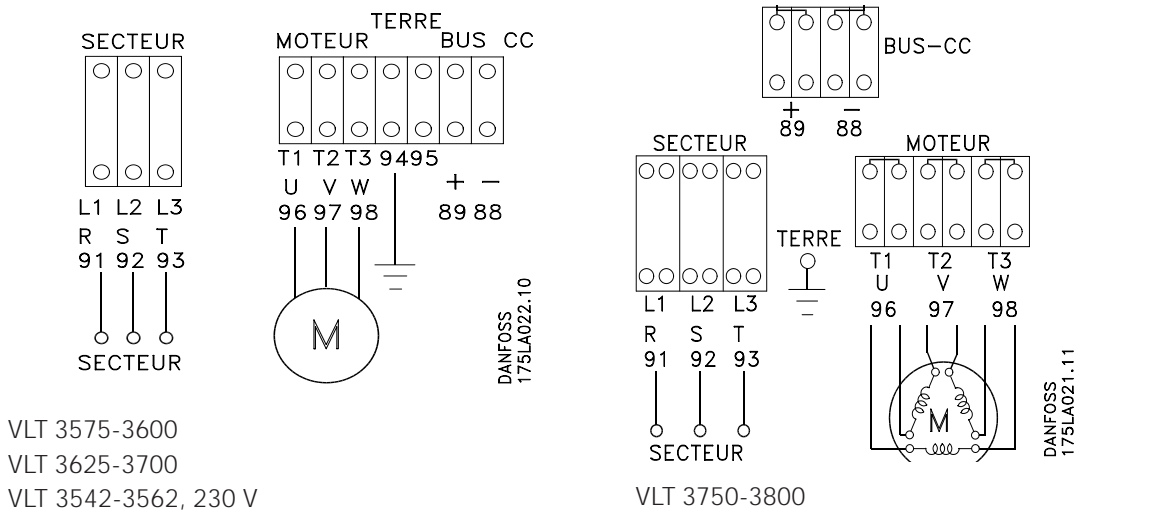 SECTEUR
L1 L2 L3
R S T
91 92 93
SECTEUR
TERRE
MOTEUR BUS CC
T1 T2 T3 94 95
U V W + −
96 97 98 89 88
M
DANFOSS
175LA022.10
VLT 3575-3600
VLT 3625-3700
VLT 3542-3562, 230 V
BUS-CC
+ −
89 88
SECTEUR
L1 L2 L3
R S T
91 92 93
SECTEUR
TERRE
MOTEUR
T1 T2 T3
U V W
96 97 98
M
DANFOSS
175LA021.11
VLT 3750-3800